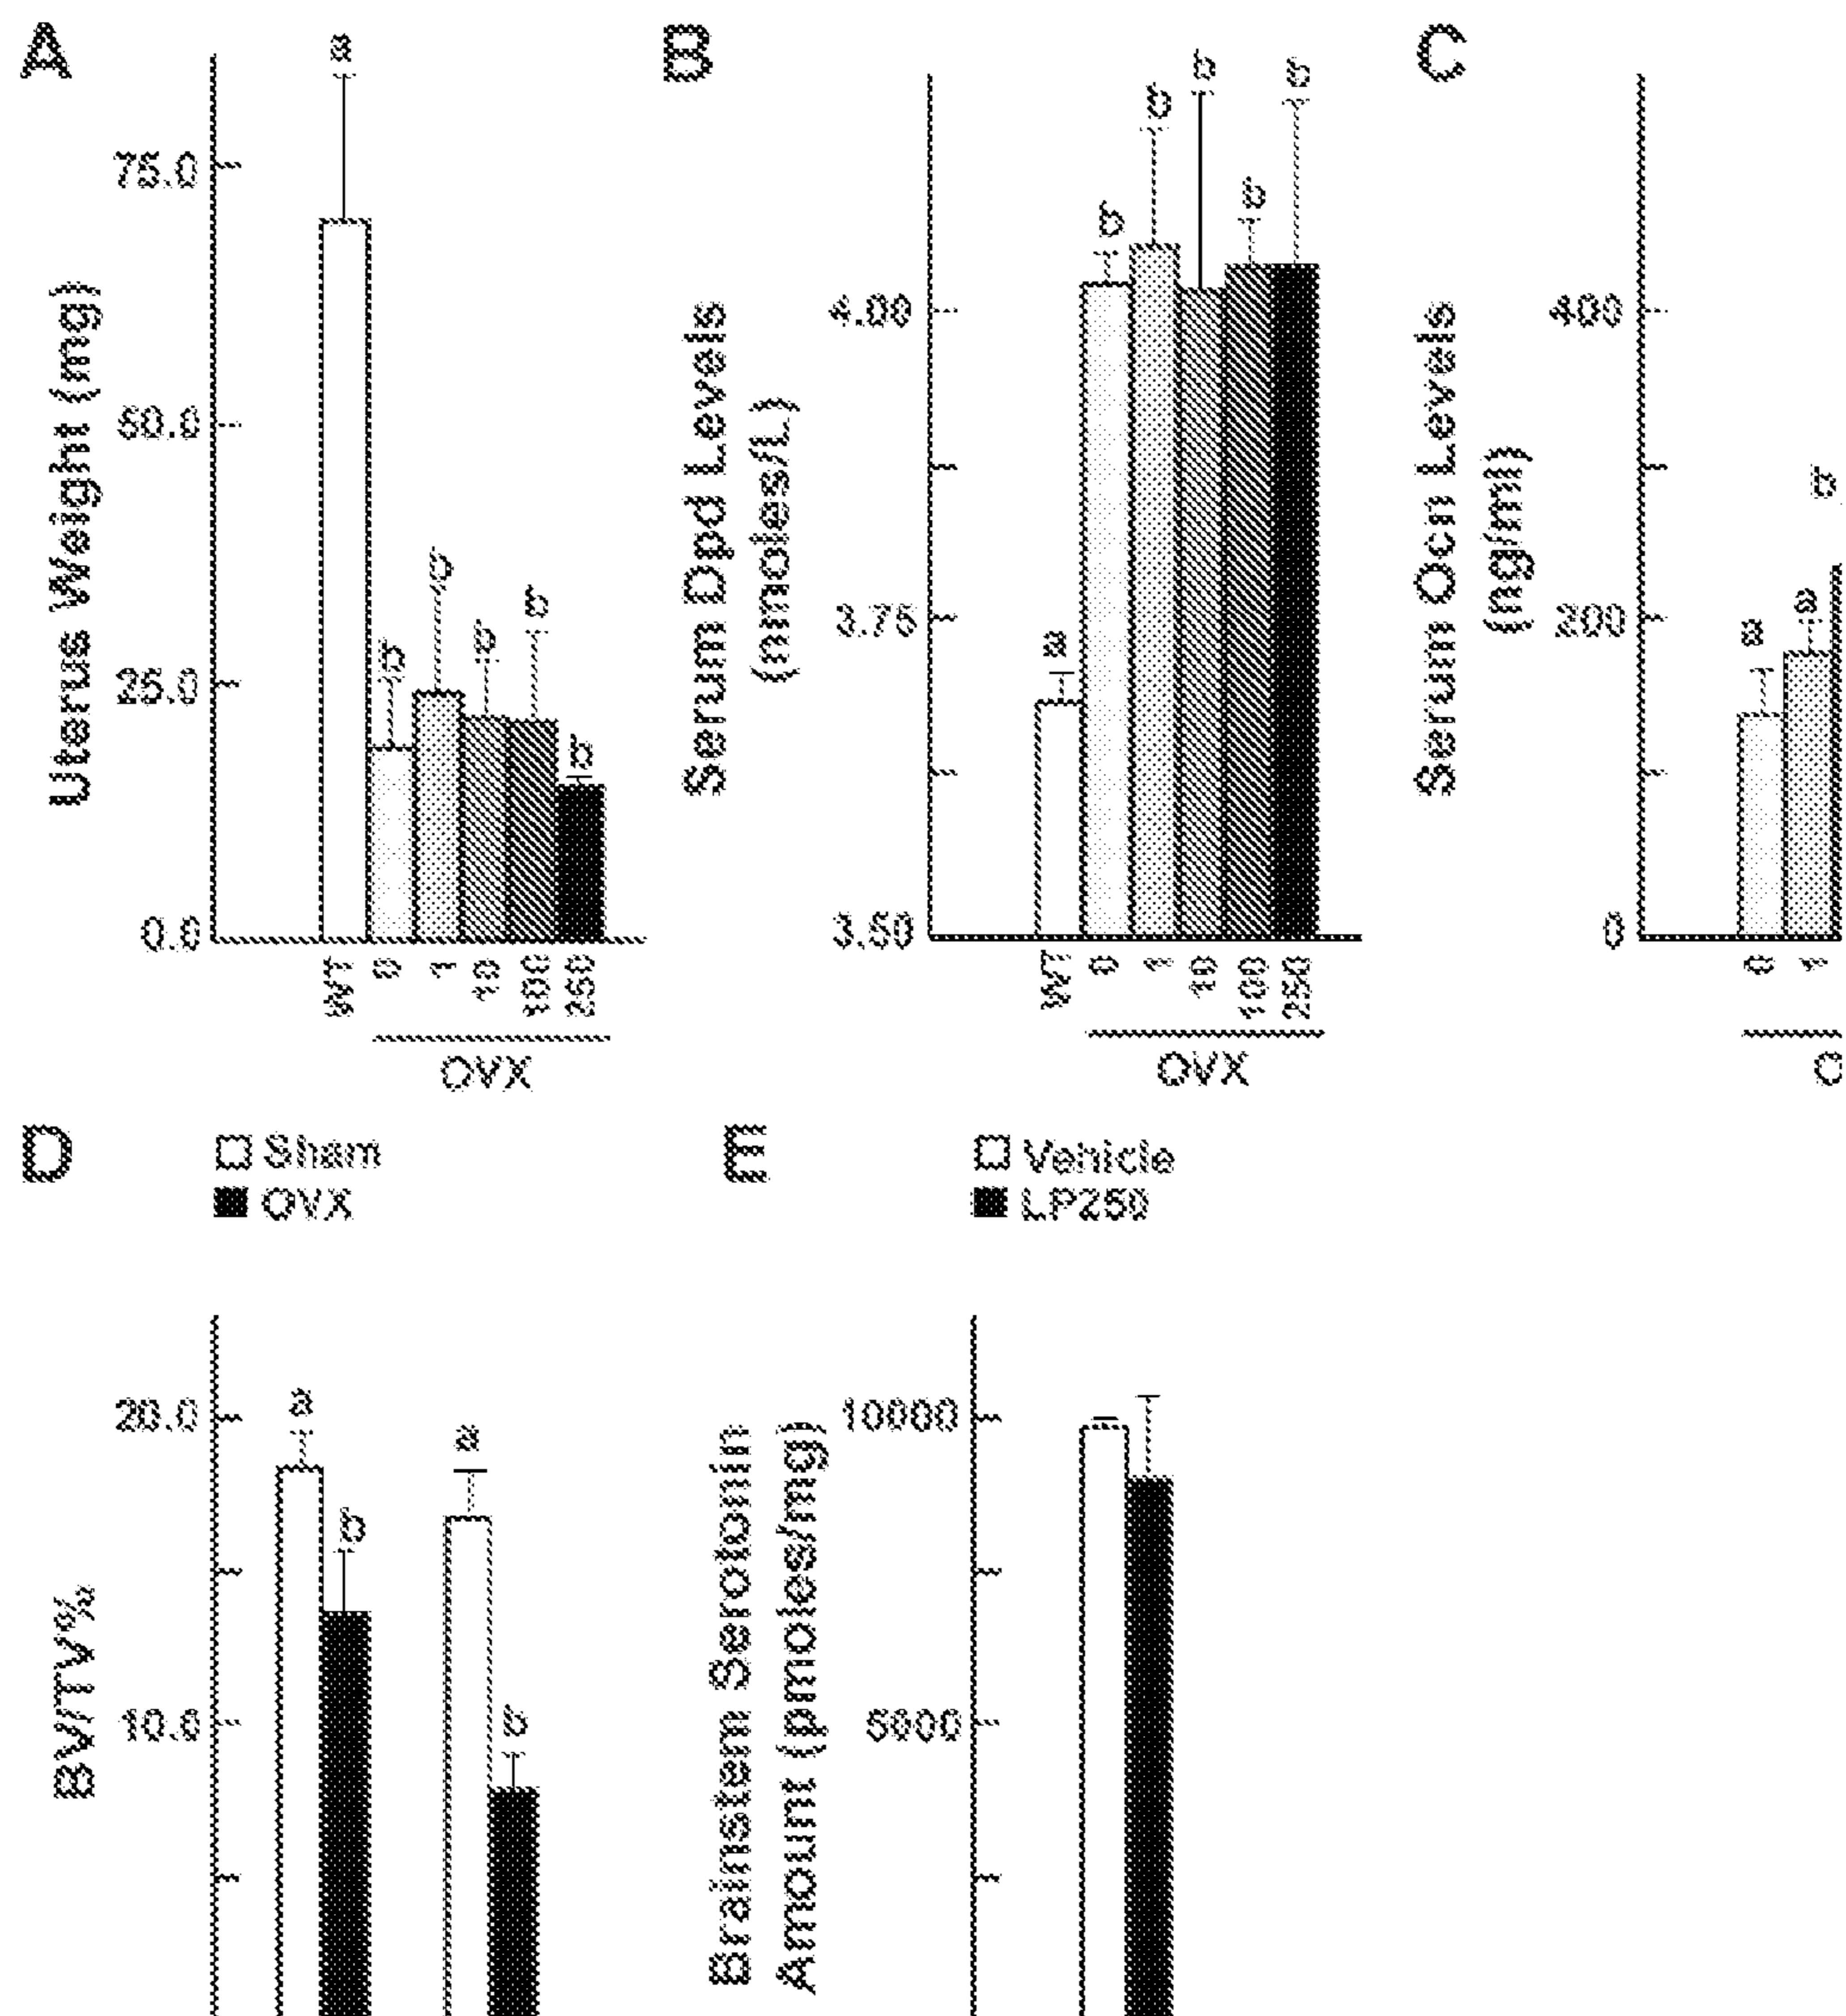 A
a
75.0
50.0
25.0
0.0
Uterus Weight (mg)
b
b
b
b
b
WT
0
1
10
100
250
OVX
B
b
b
b
b
b
a
4.00
3.75
3.50
Serum Dpd Levels
(nmoles/L)
WT
0
1
10
100
250
OVX
C
400
200
0
Serum Ocn Levels
(ng/ml)
a
a
0
1
D
Sham
OVX
20.0
10.0
BV/TV%
a
b
a
b
E
Vehicle
LP250
10000
5000
Brainstem Serotonin
Amount (pmoles/mg)